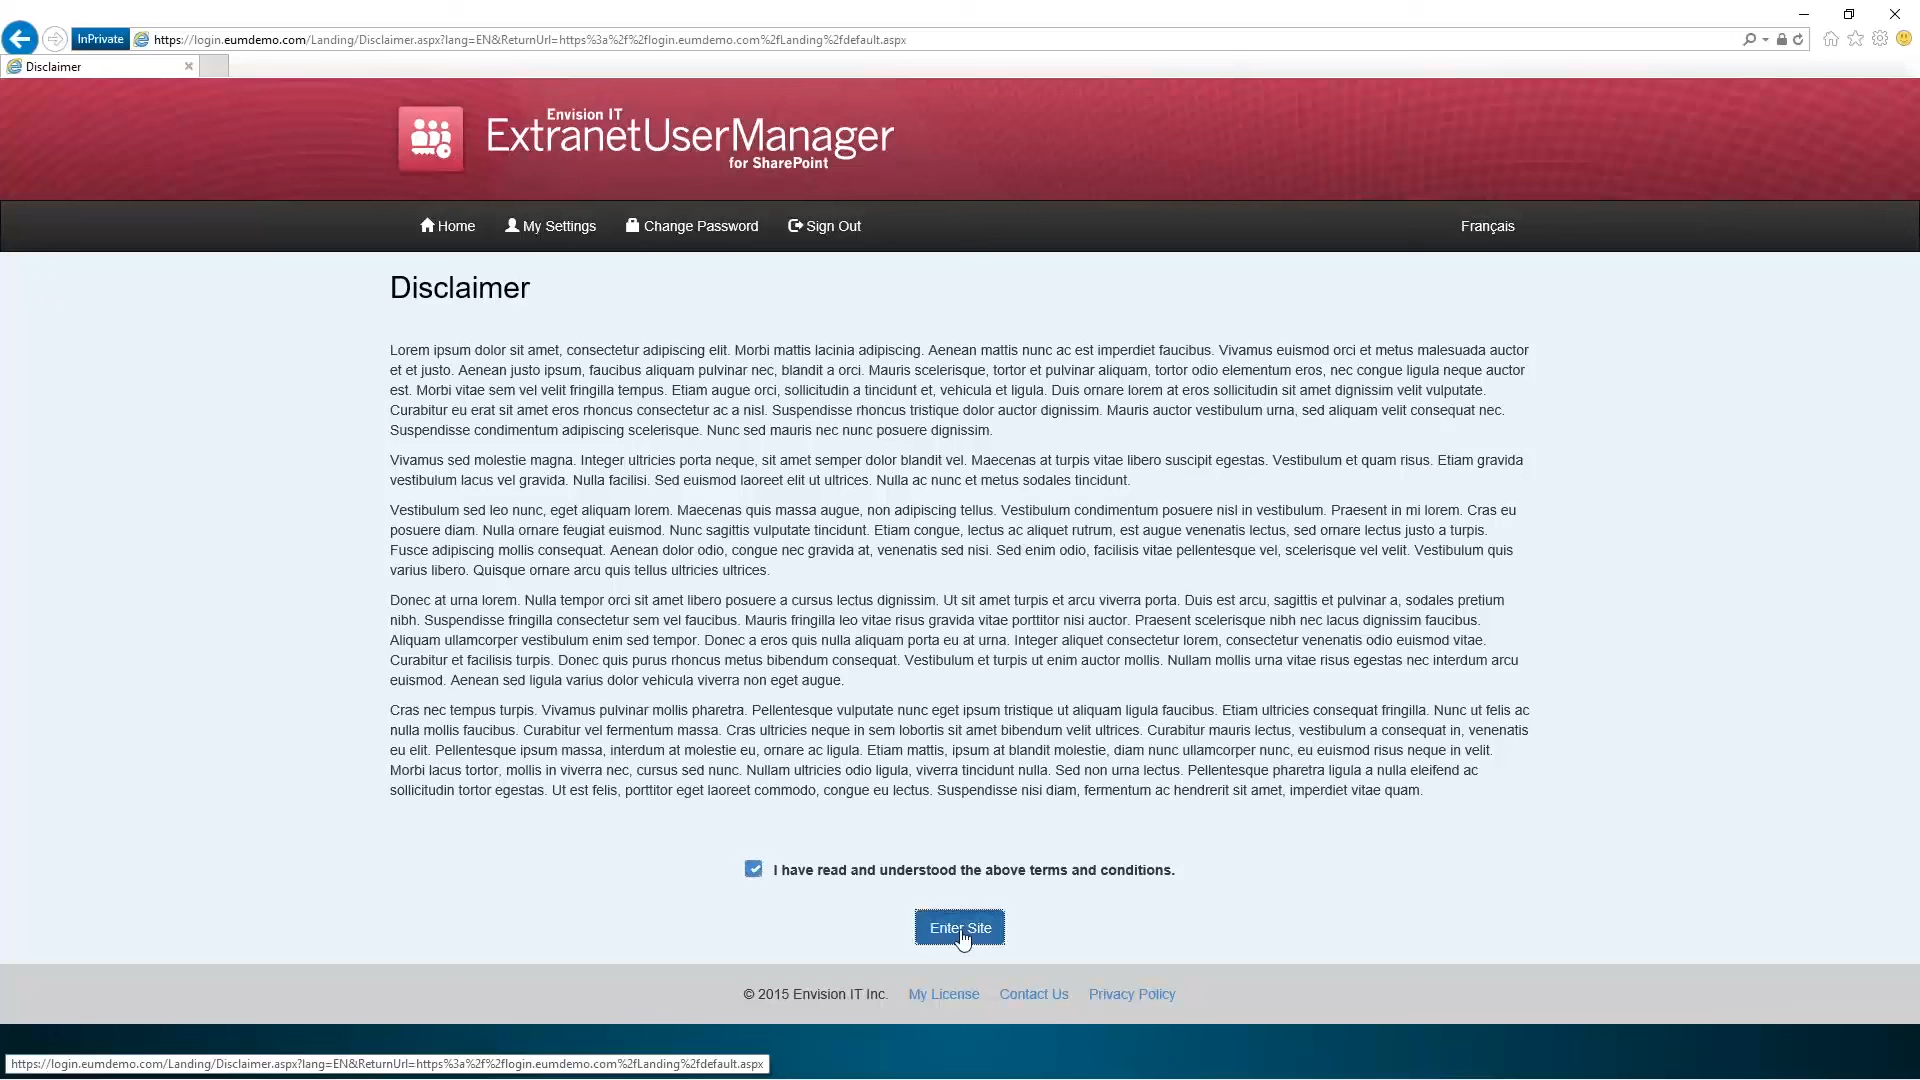 InPrivate
https://login.eumdemo.com/Landing/Disclaimer.aspx?lang=EN&ReturnUrl=https%3a%2f%2flogin.eumdemo.com%2fLanding%2fdefault.aspx
Disclaimer
Envision IT
ExtranetUserManager
for SharePoint
Home My Settings Change Password Sign Out Français
Disclaimer
Lorem ipsum dolor sit amet, consectetur adipiscing elit. Morbi mattis lacinia adipiscing. Aenean mattis nunc ac est imperdiet faucibus. Vivamus euismod orci et metus malesuada auctor
et et justo. Aenean justo ipsum, faucibus aliquam pulvinar nec, blandit a orci. Mauris scelerisque, tortor et pulvinar aliquam, tortor odio elementum eros, nec congue ligula neque auctor
est. Morbi vitae sem vel velit fringilla tempus. Etiam augue orci, sollicitudin a tincidunt et, vehicula et ligula. Duis ornare lorem at eros sollicitudin sit amet dignissim velit vulputate.
Curabitur eu erat sit amet eros rhoncus consectetur ac a nisl. Suspendisse rhoncus tristique dolor auctor dignissim. Mauris auctor vestibulum urna, sed aliquam velit consequat nec.
Suspendisse condimentum adipiscing scelerisque. Nunc sed mauris nec nunc posuere dignissim.
Vivamus sed molestie magna. Integer ultricies porta neque, sit amet semper dolor blandit vel. Maecenas at turpis vitae libero suscipit egestas. Vestibulum et quam risus. Etiam gravida
vestibulum lacus vel gravida. Nulla facilisi. Sed euismod laoreet elit ut ultrices. Nulla ac nunc et metus sodales tincidunt.
Vestibulum sed leo nunc, eget aliquam lorem. Maecenas quis massa augue, non adipiscing tellus. Vestibulum condimentum posuere nisl in vestibulum. Praesent in mi lorem. Cras eu
posuere diam. Nulla ornare feugiat euismod. Nunc sagittis vulputate tincidunt. Etiam congue, lectus ac aliquet rutrum, est augue venenatis lectus, sed ornare lectus justo a turpis.
Fusce adipiscing mollis consequat. Aenean dolor odio, congue nec gravida at, venenatis sed nisi. Sed enim odio, facilisis vitae pellentesque vel, scelerisque vel velit. Vestibulum quis
varius libero. Quisque ornare arcu quis tellus ultricies ultrices.
Donec at urna lorem. Nulla tempor orci sit amet libero posuere a cursus lectus dignissim. Ut sit amet turpis et arcu viverra porta. Duis est arcu, sagittis et pulvinar a, sodales pretium
nibh. Suspendisse fringilla consectetur sem vel faucibus. Mauris fringilla leo vitae risus gravida vitae porttitor nisi auctor. Praesent scelerisque nibh nec lacus dignissim faucibus.
Aliquam ullamcorper vestibulum enim sed tempor. Donec a eros quis nulla aliquam porta eu at urna. Integer aliquet consectetur lorem, consectetur venenatis odio euismod vitae.
Curabitur et facilisis turpis. Donec quis purus rhoncus metus bibendum consequat. Vestibulum et turpis ut enim auctor mollis. Nullam mollis urna vitae risus egestas nec interdum arcu
euismod. Aenean sed ligula varius dolor vehicula viverra non eget augue.
Cras nec tempus turpis. Vivamus pulvinar mollis pharetra. Pellentesque vulputate nunc eget ipsum tristique ut aliquam ligula faucibus. Etiam ultricies consequat fringilla. Nunc ut felis ac
nulla mollis faucibus. Curabitur vel fermentum massa. Cras ultricies neque in sem lobortis sit amet bibendum velit ultrices. Curabitur mauris lectus, vestibulum a consequat in, venenatis
eu elit. Pellentesque ipsum massa, interdum at molestie eu, ornare ac ligula. Etiam mattis, ipsum at blandit molestie, diam nunc ullamcorper nunc, eu euismod risus neque in velit.
Morbi lacus tortor, mollis in viverra nec, cursus sed nunc. Nullam ultricies odio ligula, viverra tincidunt nulla. Sed non urna lectus. Pellentesque pharetra ligula a nulla eleifend ac
sollicitudin tortor egestas. Ut est felis, porttitor eget laoreet commodo, congue eu lectus. Suspendisse nisi diam, fermentum ac hendrerit sit amet, imperdiet vitae quam.
I have read and understood the above terms and conditions.
Enter Site
© 2015 Envision IT Inc. My License Contact Us Privacy Policy
https://login.eumdemo.com/Landing/Disclaimer.aspx?lang=EN&ReturnUrl=https%3a%2f%2flogin.eumdemo.com%2fLanding%2fdefault.aspx